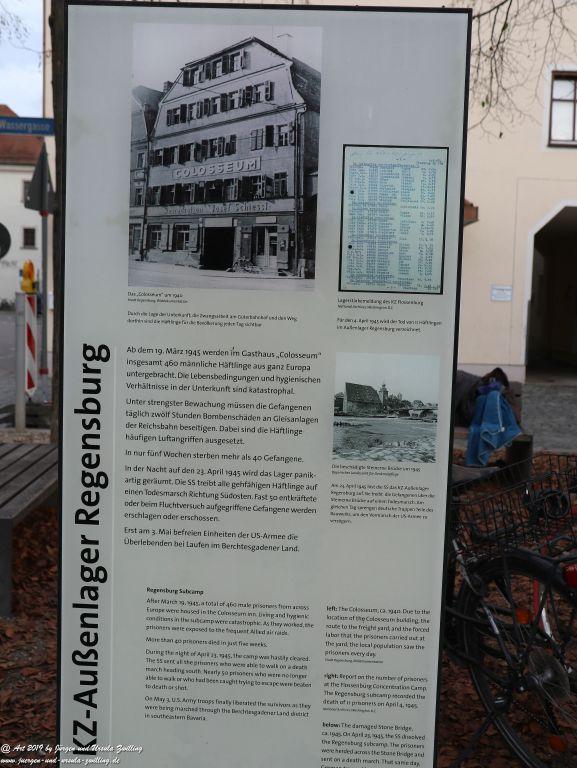 Wasserstraße
COLOSSEUM
Das „Colosseum" um 1940
Durch die Lage der Unterkunft, die Zwangsarbeit am Güterbahnhof und den Weg
dorthin sind die Häftlinge für die Bevölkerung jeden Tag sichtbar.
Lagerstärkemeldung des KZ Flossenbürg
Für den 4. April 1945 wird der Tod von 11 Häftlingen
im Außenlager Regensburg verzeichnet.
KZ-Außenlager Regensburg
Ab dem 19. März 1945 werden im Gasthaus „Colosseum"
insgesamt 460 männliche Häftlinge aus ganz Europa
untergebracht. Die Lebensbedingungen und hygienischen
Verhältnisse in der Unterkunft sind katastrophal.
Unter strengster Bewachung müssen die Gefangenen
täglich zwölf Stunden Bombenschäden an Gleisanlagen
der Reichsbahn beseitigen. Dabei sind die Häftlinge
häufigen Luftangriffen ausgesetzt.
In nur fünf Wochen sterben mehr als 40 Gefangene.
In der Nacht auf den 23. April 1945 wird das Lager panik-
artig geräumt. Die SS treibt alle gehfähigen Häftlinge auf
einen Todesmarsch Richtung Südosten. Fast 50 entkräftete
oder beim Fluchtversuch aufgegriffene Gefangene werden
erschlagen oder erschossen.
Erst am 3. Mai befreien Einheiten der US-Armee die
Überlebenden bei Laufen im Berchtesgadener Land.
Die beschädigte Steinerne Brücke um 1945
Am 23. April 1945 löst die SS das KZ-Außenlager
Regensburg auf. Sie treibt die Gefangenen über die
Steinerne Brücke auf einen Todesmarsch. Am
gleichen Tag sprengen deutsche Truppen Teile des
Bauwerks, um den Vormarsch der US-Armee zu
verzögern.
Regensburg Subcamp
After March 19, 1945, a total of 460 male prisoners from across
Europe were housed in the Colosseum inn. Living and hygienic
conditions in the subcamp were catastrophic. As they worked, the
prisoners were exposed to the frequent Allied air raids.
More than 40 prisoners died in just five weeks.
During the night of April 23, 1945, the camp was hastily cleared.
The SS sent all the prisoners who were able to walk on a death
march heading south. Nearly 50 prisoners who were no longer
able to walk or who had been caught trying to escape were beaten
to death or shot.
On May 3, U.S. Army troops finally liberated the survivors as they
were being marched through the Berchtesgadener Land district
in southeastern Bavaria.
left: The Colosseum, ca. 1940. Due to the
location of the Colosseum building, the
route to the freight yard, and the forced
labor that the prisoners carried out at
the yard, the local population saw the
prisoners every day.
right: Report on the number of prisoners
at the Flossenbürg Concentration Camp.
The Regensburg subcamp recorded the
death of 11 prisoners on April 4, 1945.
below: The damaged Stone Bridge,
ca. 1945. On April 23, 1945, the SS dissolved
the Regensburg subcamp. The prisoners
were herded across the Stone Bridge and
sent on a death march. That same day,
@ Art 2019 by Jürgen und Ursula Zwilling
www.juergen-und-ursula-zwilling.de